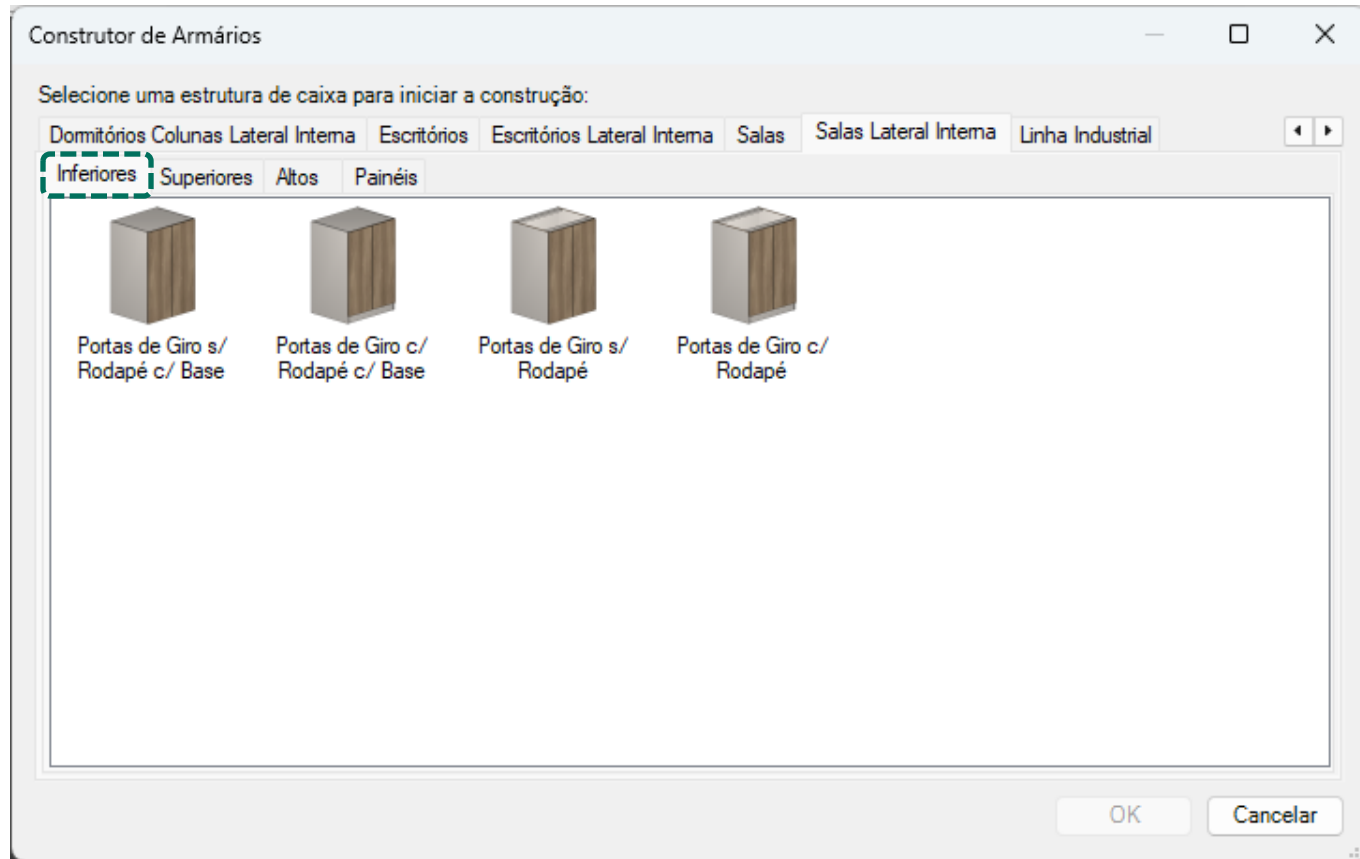 Construtor de Armários
Selecione uma estrutura de caixa para iniciar a construção:
Dormitórios Colunas Lateral Interna Escritórios Escritórios Lateral Interna Salas Salas Lateral Interna Linha Industrial
Inferiores Superiores Altos Painéis
Portas de Giro s/ Portas de Giro c/ Portas de Giro s/ Portas de Giro c/
Rodapé c/ Base Rodapé c/ Base Rodapé Rodapé
OK Cancelar